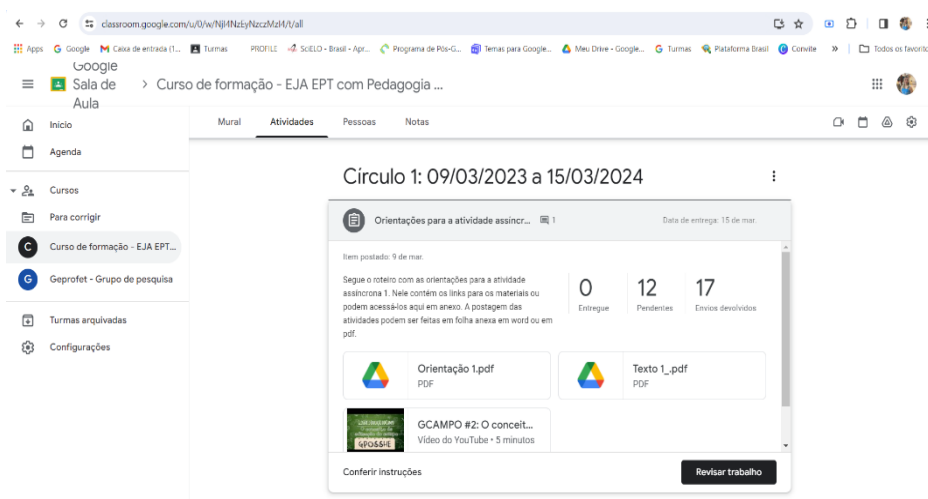 classroom.google.com/u/0/w/NjI4NzEyNzczMzI4/t/all
Apps Google Caixa de entrada (1... Turmas PROFILE SciELO - Brasil - Apr... Programa de Pós-G... Temas para Google... Meu Drive - Google... Turmas Plataforma Brasil Convite » Todos os favorito
Google
Sala de
Aula
> Curso de formação - EJA EPT com Pedagogia ...
Início
Agenda
Cursos
Para corrigir
C Curso de formação - EJA EPT...
G Geprofet - Grupo de pesquisa
Turmas arquivadas
Configurações
Mural Atividades Pessoas Notas
Círculo 1: 09/03/2023 a 15/03/2024
Orientações para a atividade assíncr... 1 Data de entrega: 15 de mar.
Item postado: 9 de mar.
Segue o roteiro com as orientações para a atividade
assíncrona 1. Nele contém os links para os materiais ou
podem acessá-los aqui em anexo. A postagem das
atividades podem ser feitas em folha anexa em word ou em
pdf.
0 12 17
Entregue Pendentes Envios devolvidos
Orientação 1.pdf
PDF
Texto 1_.pdf
PDF
GCAMPO #2: O conceit...
Vídeo do YouTube • 5 minutos
GPOSSHE
Conferir instruções Revisar trabalho